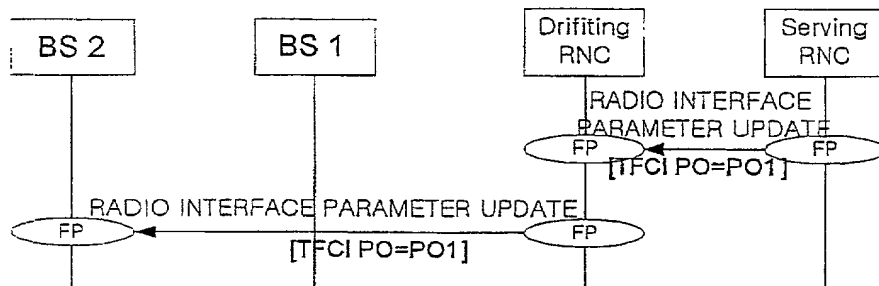 BS 2
BS 1
Drifiting
RNC
Serving
RNC
RADIO INTERFACE
PARAMETER UPDATE
FP
FP
[TFCI PO=PO1]
RADIO INTERFACE PARAMETER UPDATE
FP
FP
[TFCI PO=PO1]